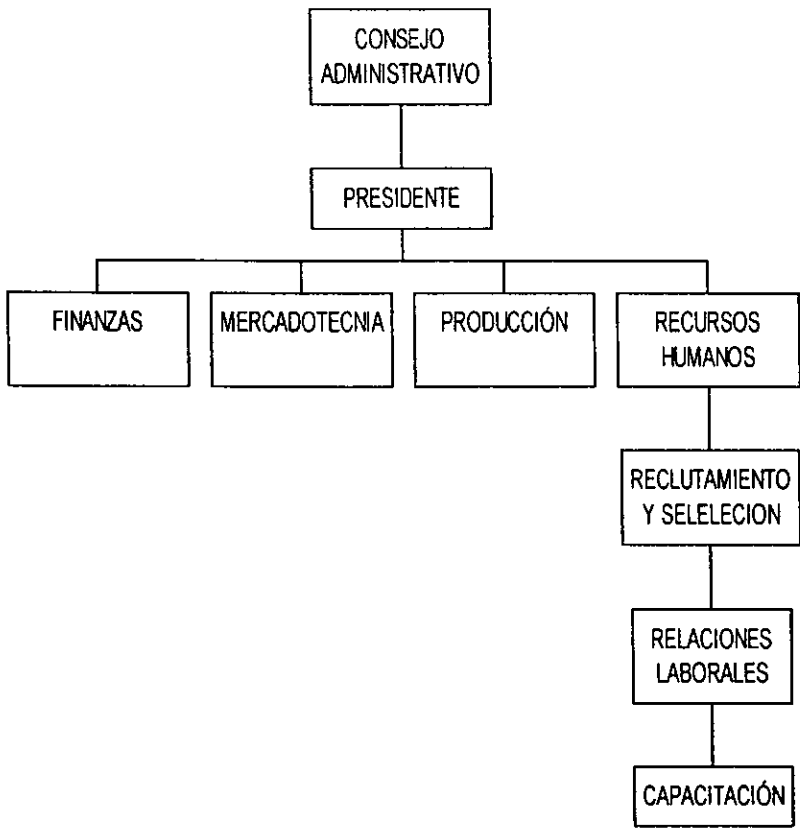 CONSEJO
ADMINISTRATIVO
PRESIDENTE
FINANZAS
MERCADOTECNIA
PRODUCCIÓN
RECURSOS
HUMANOS
RECLUTAMIENTO
Y SELELECION
RELACIONES
LABORALES
CAPACITACIÓN